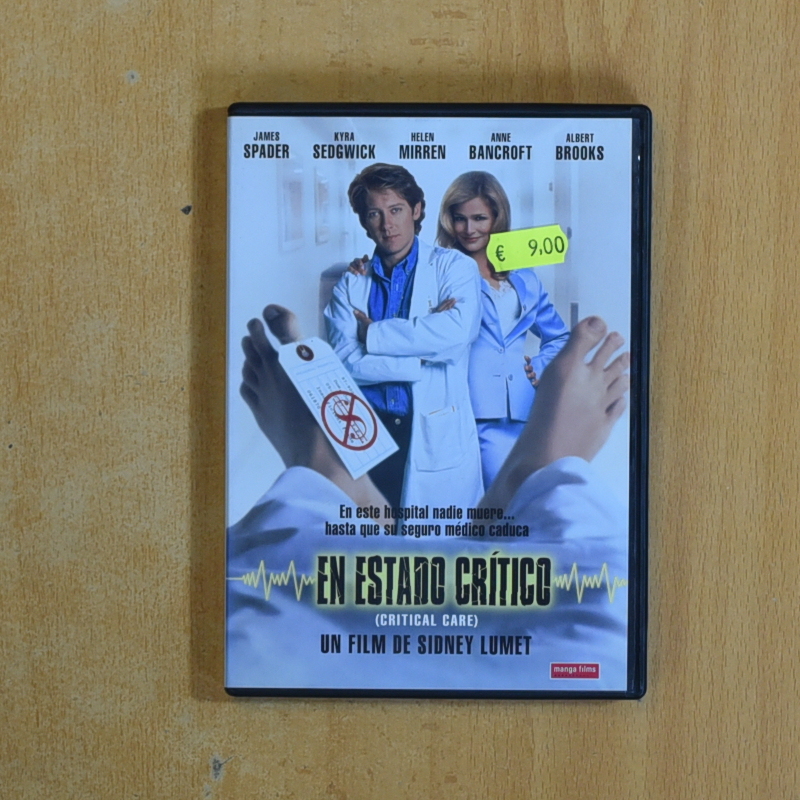 JAMES SPADER
KYRA SEDGWICK
HELEN MIRREN
ANNE BANCROFT
ALBERT BROOKS
€ 9,00
En este hospital nadie muere...
hasta que su seguro médico caduca
EN ESTADO CRÍTICO
(CRITICAL CARE)
UN FILM DE SIDNEY LUMET
manga films